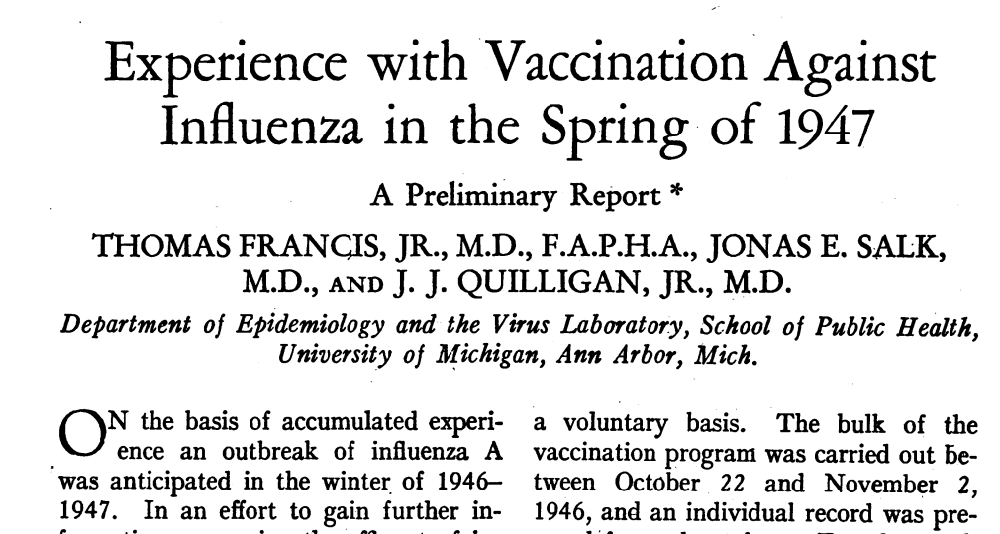 Experience with Vaccination Against
Influenza in the Spring of 1947
A Preliminary Report *
THOMAS FRANCIS, JR., M.D., F.A.P.H.A., JONAS E. SALK,
M.D., AND J. J. QUILLIGAN, JR., M.D.
Department of Epidemiology and the Virus Laboratory, School of Public Health,
University of Michigan, Ann Arbor, Mich.
ON the basis of accumulated experi-
ence an outbreak of influenza A
was anticipated in the winter of 1946–
1947. In an effort to gain further in-
a voluntary basis. The bulk of the
vaccination program was carried out be-
tween October 22 and November 2,
1946, and an individual record was pre-